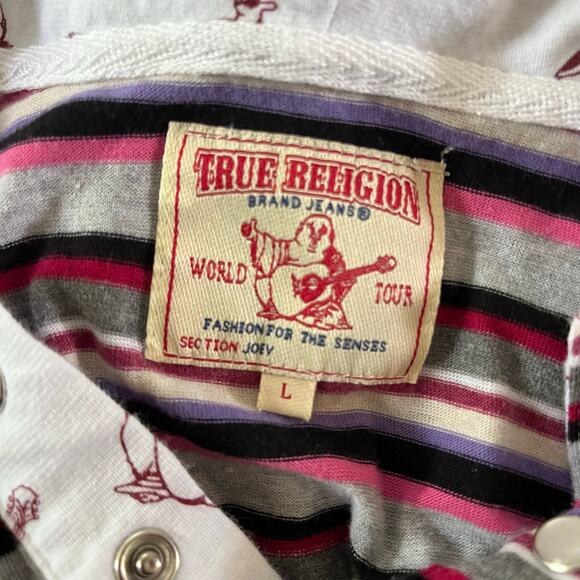 TRUE RELIGION
BRAND JEANS®
WORLD TOUR
FASHION FOR THE SENSES
SECTION JOEY
L